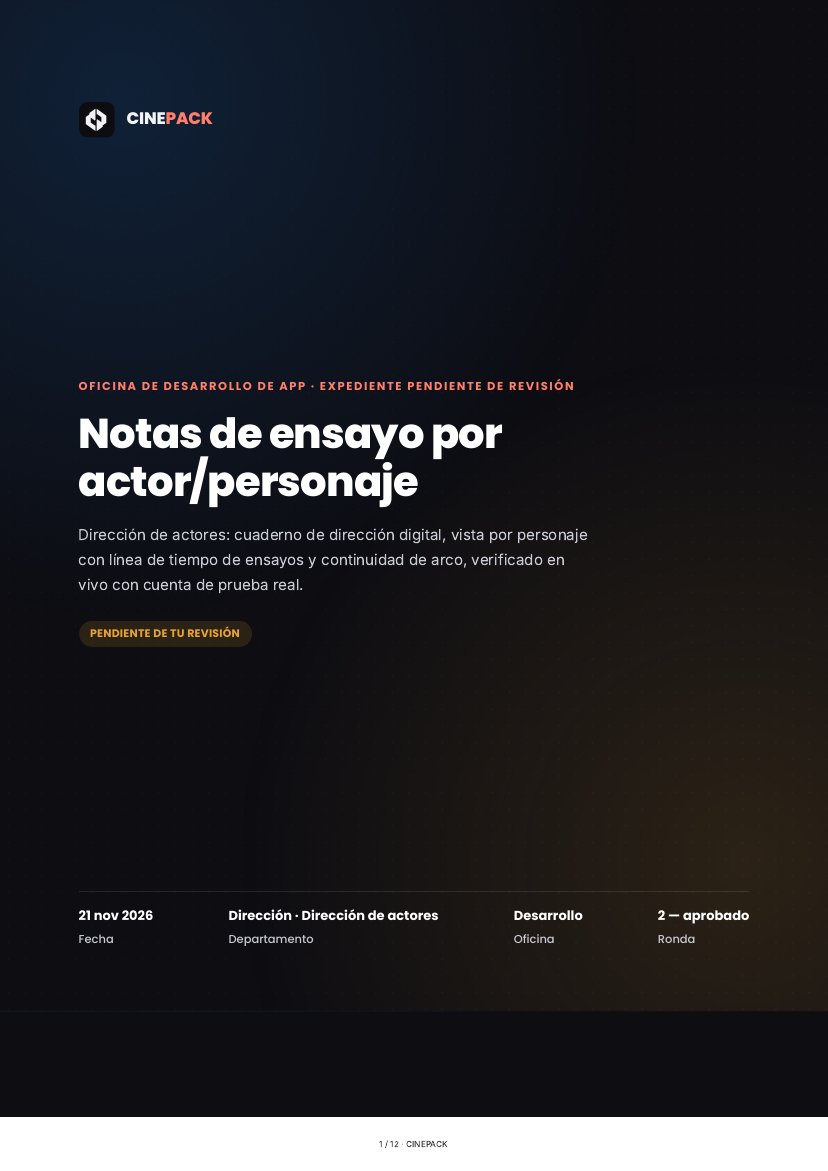 CINEPACK
OFICINA DE DESARROLLO DE APP · EXPEDIENTE PENDIENTE DE REVISIÓN
Notas de ensayo por
actor/personaje
Dirección de actores: cuaderno de dirección digital, vista por personaje
con línea de tiempo de ensayos y continuidad de arco, verificado en
vivo con cuenta de prueba real.
PENDIENTE DE TU REVISIÓN
21 nov 2026 Dirección · Dirección de actores Desarrollo 2 — aprobado
Fecha Departamento Oficina Ronda
1 / 12 · CINEPACK